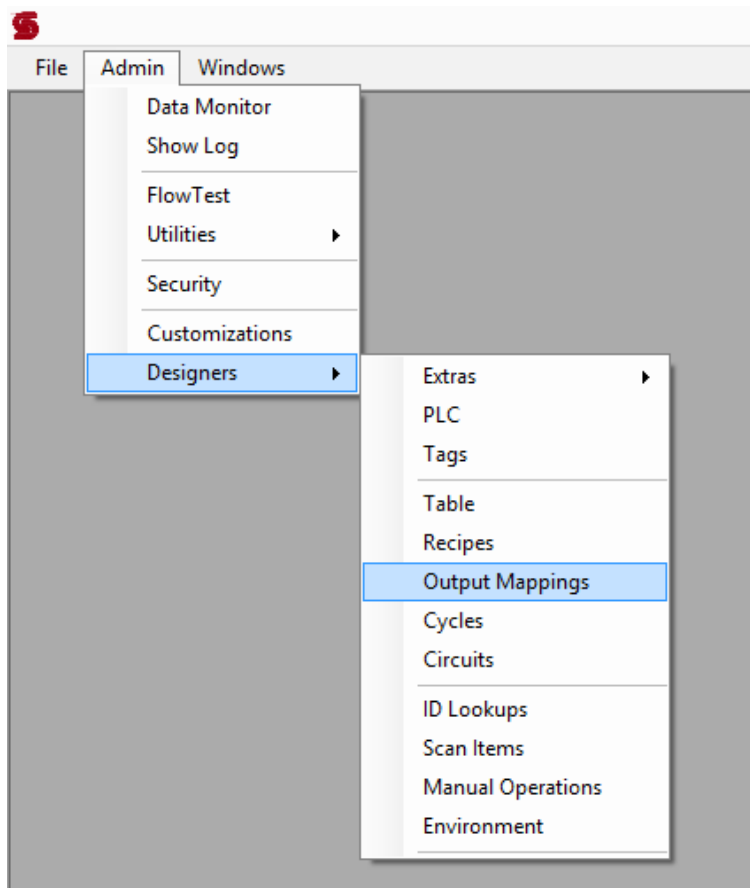 File Admin Windows
Data Monitor
Show Log
FlowTest
Utilities
Security
Customizations
Designers
Extras
PLC
Tags
Table
Recipes
Output Mappings
Cycles
Circuits
ID Lookups
Scan Items
Manual Operations
Environment